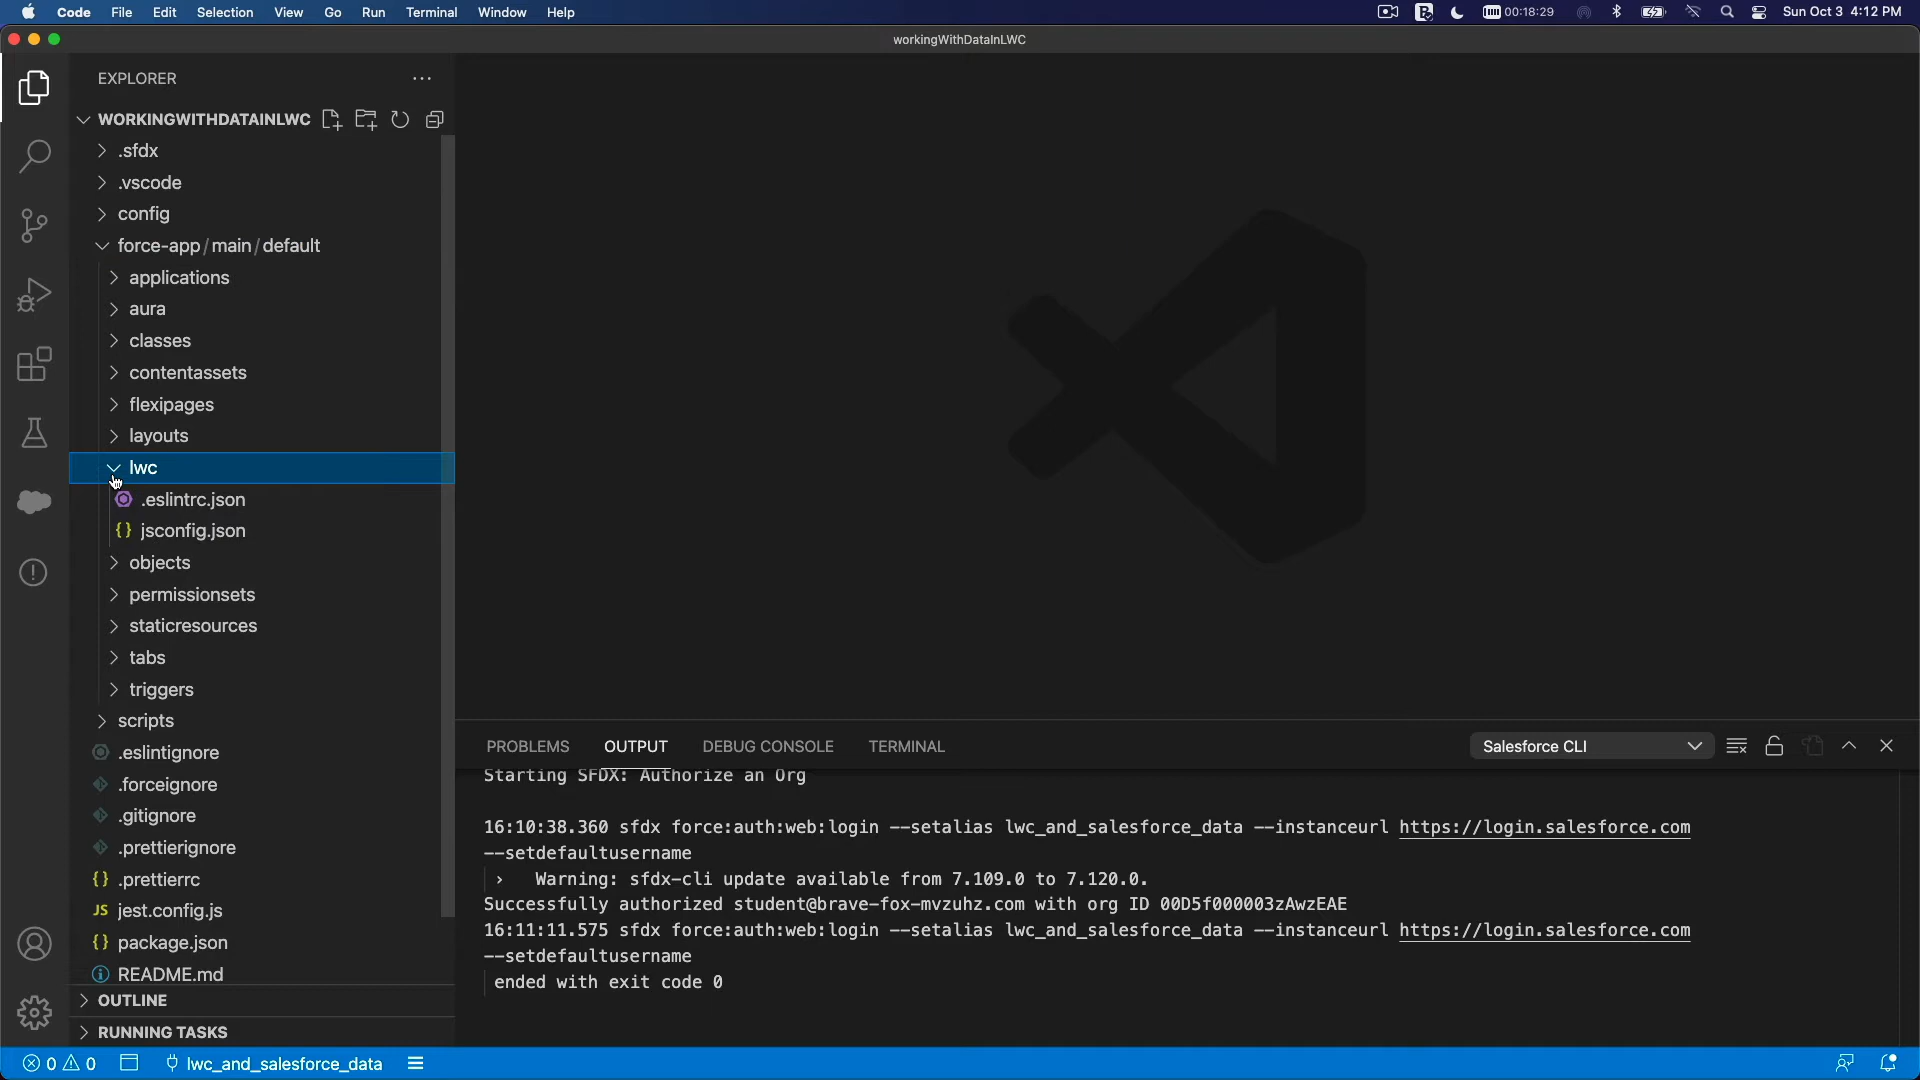 Code File Edit Selection View Go Run Terminal Window Help
00:18:29 Sun Oct 3 4:12 PM
workingWithDataInLWC
EXPLORER
WORKINGWITHDATAINLWC
.sfdx
.vscode
config
force-app/main/default
applications
aura
classes
contentassets
flexipages
layouts
lwc
.eslintrc.json
{} jsconfig.json
objects
permissionsets
staticresources
tabs
triggers
scripts
.eslintignore
.forceignore
.gitignore
.prettierignore
{} .prettierrc
JS jest.config.js
{} package.json
README.md
OUTLINE
RUNNING TASKS
PROBLEMS OUTPUT DEBUG CONSOLE TERMINAL
Salesforce CLI
Starting SFDX: Authorize an Org
16:10:38.360 sfdx force:auth:web:login --setalias lwc_and_salesforce_data --instanceurl https://login.salesforce.com
--setdefaultusername
› Warning: sfdx-cli update available from 7.109.0 to 7.120.0.
Successfully authorized student@brave-fox-mvzuhz.com with org ID 00D5f000003zAwzEAE
16:11:11.575 sfdx force:auth:web:login --setalias lwc_and_salesforce_data --instanceurl https://login.salesforce.com
--setdefaultusername
ended with exit code 0
0 0 lwc_and_salesforce_data